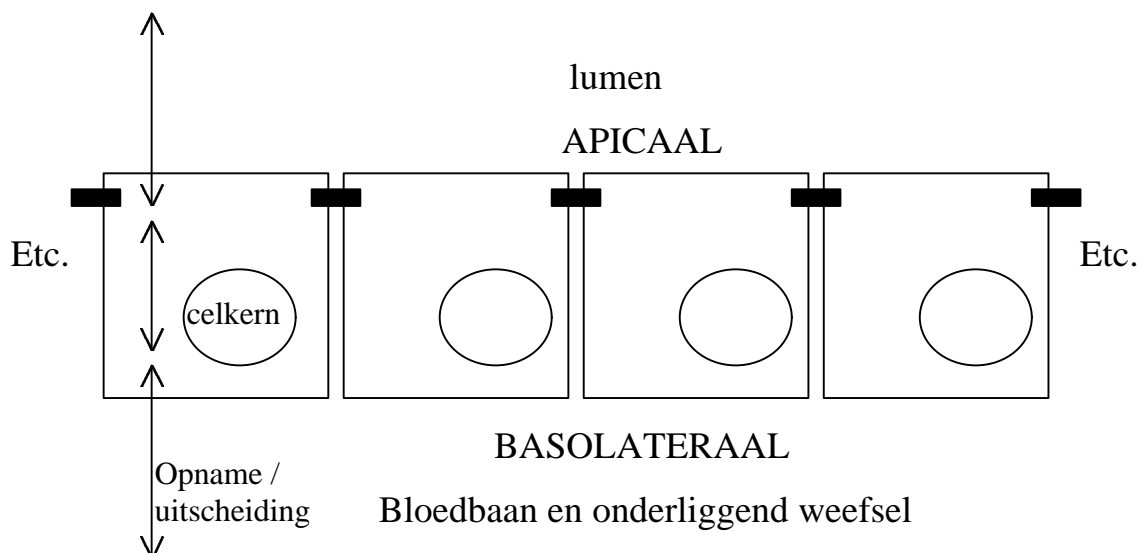 lumen
APICAAL
Etc.
Etc.
celkern
BASOLATERAAL
Opname /
uitscheiding
Bloedbaan en onderliggend weefsel